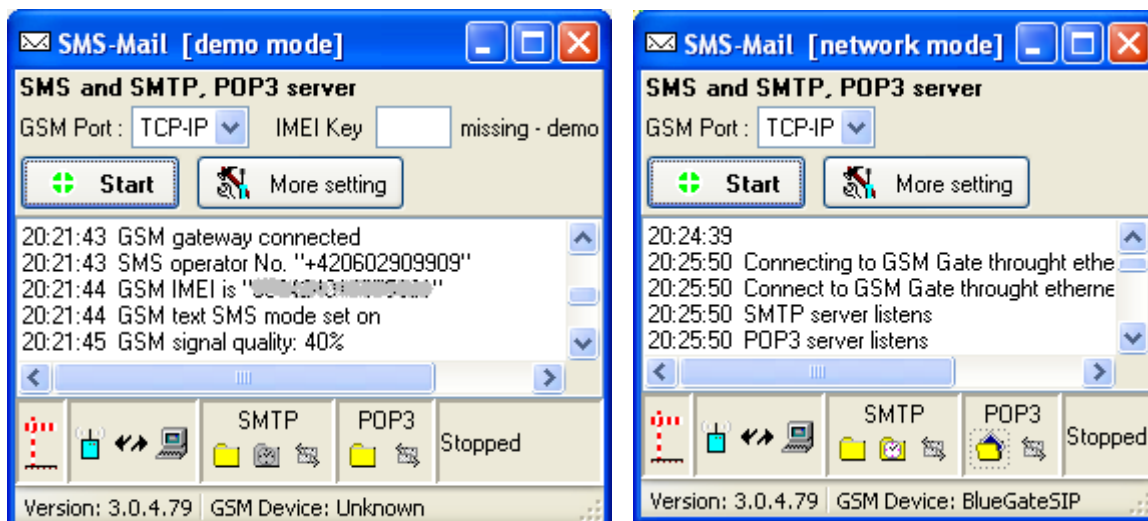 SMS-Mail [demo mode]
SMS and SMTP, POP3 server
GSM Port : TCP-IP IMEI Key missing - demo
Start More setting
20:21:43 GSM gateway connected
20:21:43 SMS operator No. "+420602909909"
20:21:44 GSM IMEI is " "
20:21:44 GSM text SMS mode set on
20:21:45 GSM signal quality: 40%
SMTP POP3
Stopped
Version: 3.0.4.79 GSM Device: Unknown
SMS-Mail [network mode]
SMS and SMTP, POP3 server
GSM Port : TCP-IP
Start More setting
20:24:39
20:25:50 Connecting to GSM Gate throught ethe
20:25:50 Connect to GSM Gate throught etherne
20:25:50 SMTP server listens
20:25:50 POP3 server listens
SMTP POP3
Stopped
Version: 3.0.4.79 GSM Device: BlueGateSIP